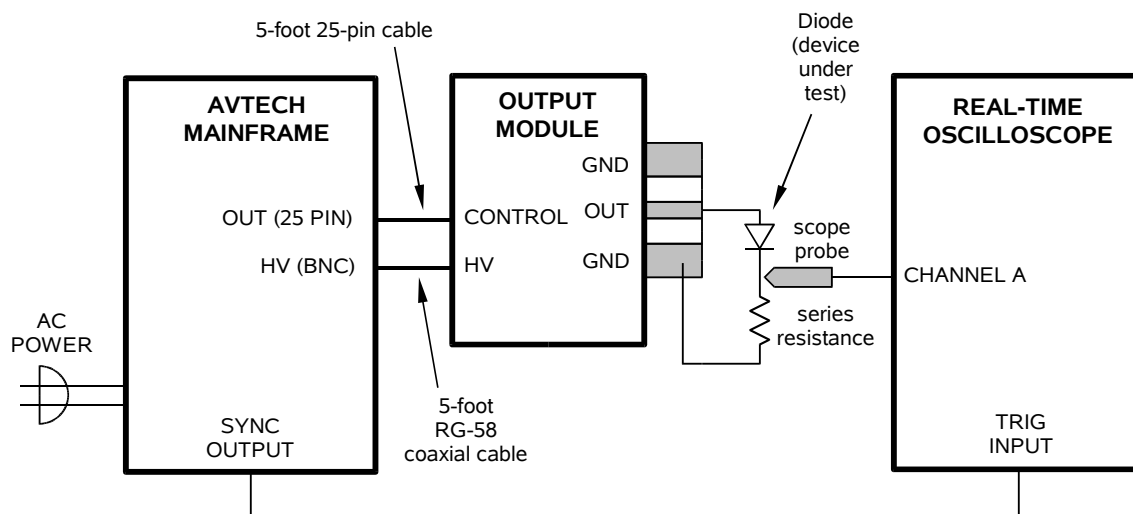 5-foot 25-pin cable
Diode
(device
under
test)
AVTECH
MAINFRAME
OUTPUT
MODULE
REAL-TIME
OSCILLOSCOPE
GND
OUT (25 PIN)
CONTROL
OUT
scope
probe
HV (BNC)
HV
GND
CHANNEL A
series
resistance
AC
POWER
5-foot
RG-58
coaxial cable
SYNC
OUTPUT
TRIG
INPUT